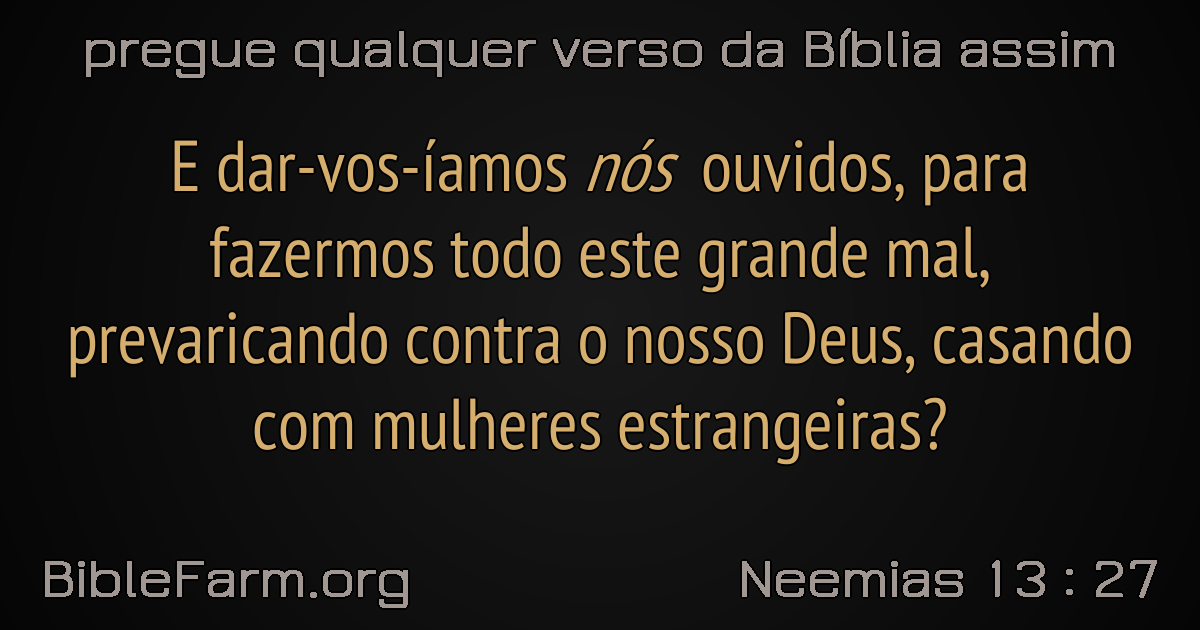 pregue qualquer verso da Bíblia assim
E dar-vos-íamos nós ouvidos, para
fazermos todo este grande mal,
prevaricando contra o nosso Deus, casando
com mulheres estrangeiras?
BibleFarm.org
Neemias 13 : 27